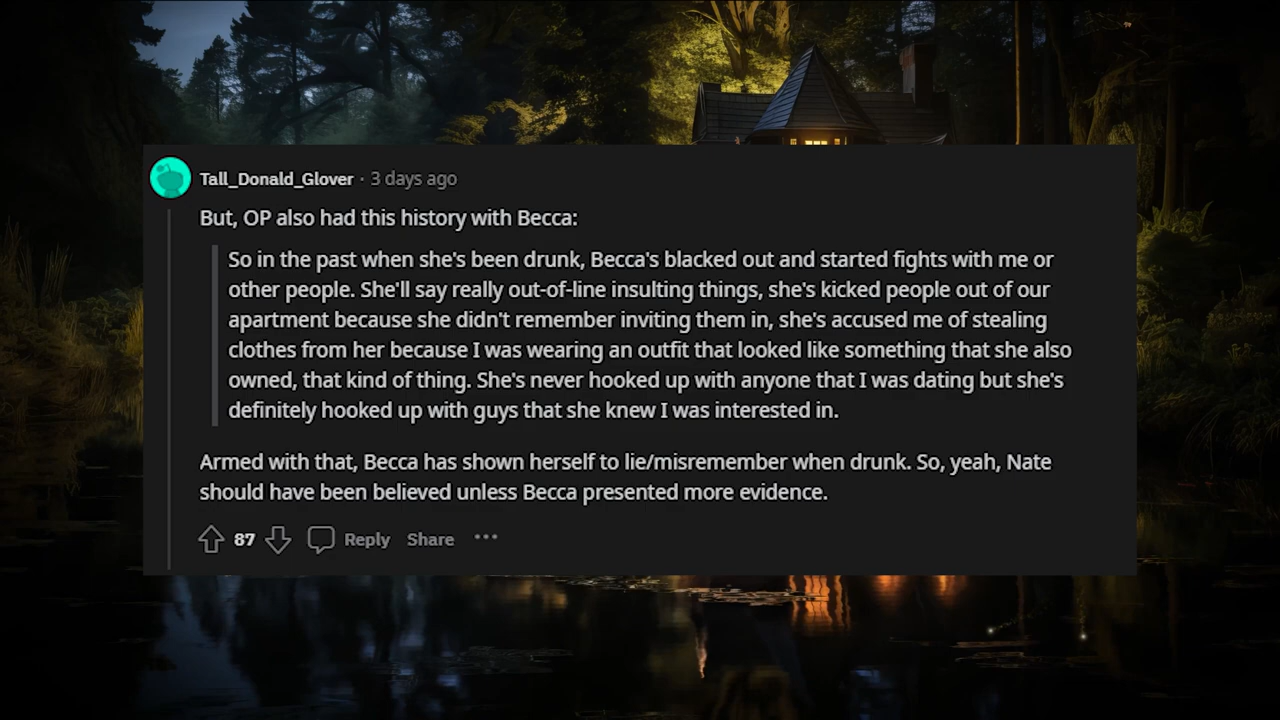 Tall_Donald_Glover · 3 days ago
But, OP also had this history with Becca:
So in the past when she's been drunk, Becca's blacked out and started fights with me or
other people. She'll say really out-of-line insulting things, she's kicked people out of our
apartment because she didn't remember inviting them in, she's accused me of stealing
clothes from her because I was wearing an outfit that looked like something that she also
owned, that kind of thing. She's never hooked up with anyone that I was dating but she's
definitely hooked up with guys that she knew I was interested in.
Armed with that, Becca has shown herself to lie/misremember when drunk. So, yeah, Nate
should have been believed unless Becca presented more evidence.
87 Reply Share ···